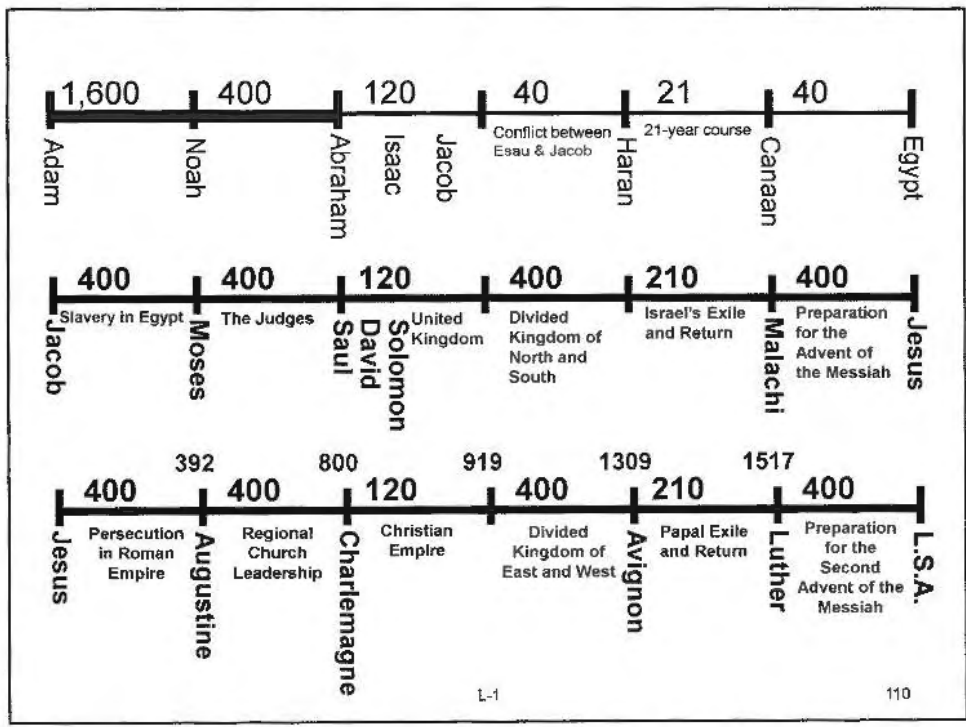 1,600 400 120 40 21 40
Conflict between
Esau & Jacob
21-year course
Adam
Noah
Abraham
Isaac
Jacob
Haran
Canaan
Egypt
400 400 120 400 210 400
Slavery in Egypt
The Judges
United
Kingdom
Divided
Kingdom of
North and
South
Israel's Exile
and Return
Preparation
for the
Advent of
the Messiah
Jacob
Moses
Saul
David
Solomon
Malachi
Jesus
392 800 919 1309 1517
400 400 120 400 210 400
Persecution
in Roman
Empire
Regional
Church
Leadership
Christian
Empire
Divided
Kingdom of
East and West
Papal Exile
and Return
Preparation
for the
Second
Advent of the
Messiah
Jesus
Augustine
Charlemagne
Avignon
Luther
L.S.A.
L-1
110